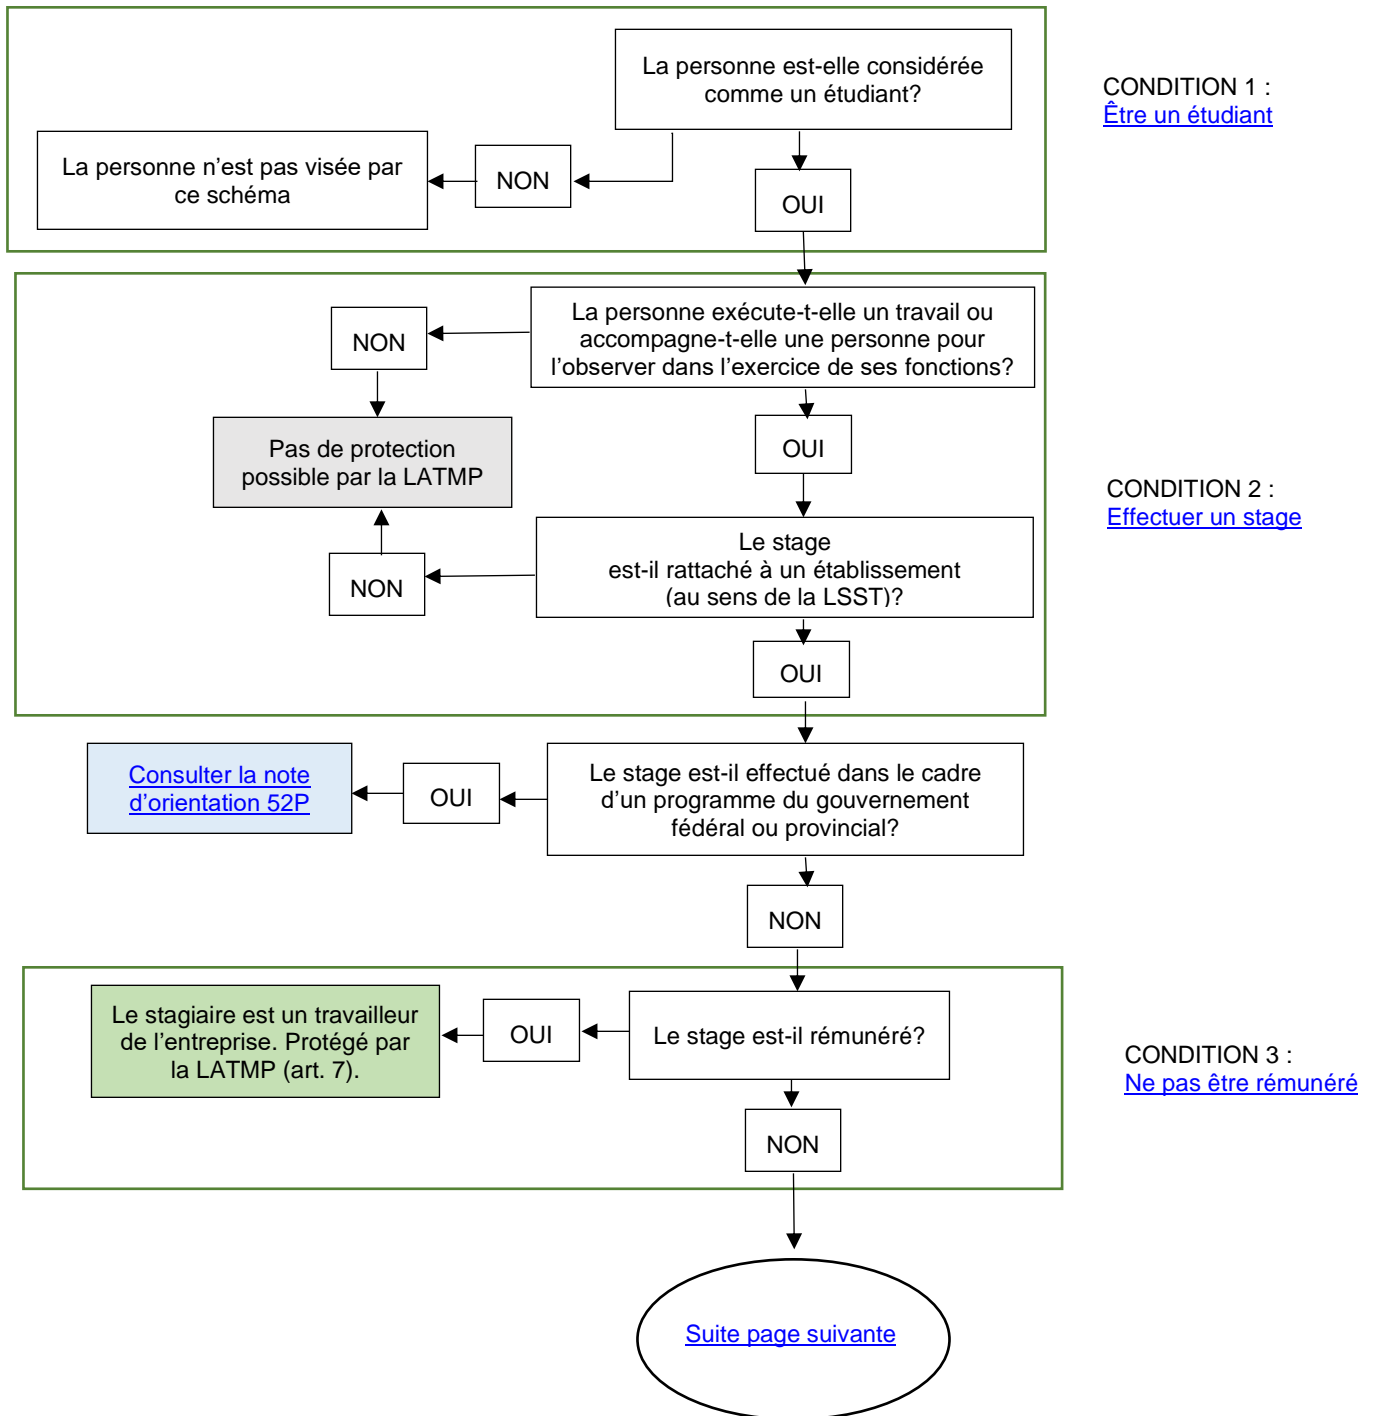 La personne est-elle considérée
comme un étudiant?
CONDITION 1 :
Être un étudiant
La personne n'est pas visée par
ce schéma
NON
OUI
La personne exécute-t-elle un travail ou
accompagne-t-elle une personne pour
l'observer dans l'exercice de ses fonctions?
NON
OUI
Pas de protection
possible par la LATMP
CONDITION 2 :
Effectuer un stage
Le stage
est-il rattaché à un établissement
(au sens de la LSST)?
NON
OUI
Le stage est-il effectué dans le cadre
d'un programme du gouvernement
fédéral ou provincial?
OUI
Consulter la note
d'orientation 52P
NON
Le stage est-il rémunéré?
OUI
Le stagiaire est un travailleur
de l'entreprise. Protégé par
la LATMP (art. 7).
CONDITION 3 :
Ne pas être rémunéré
NON
Suite page suivante